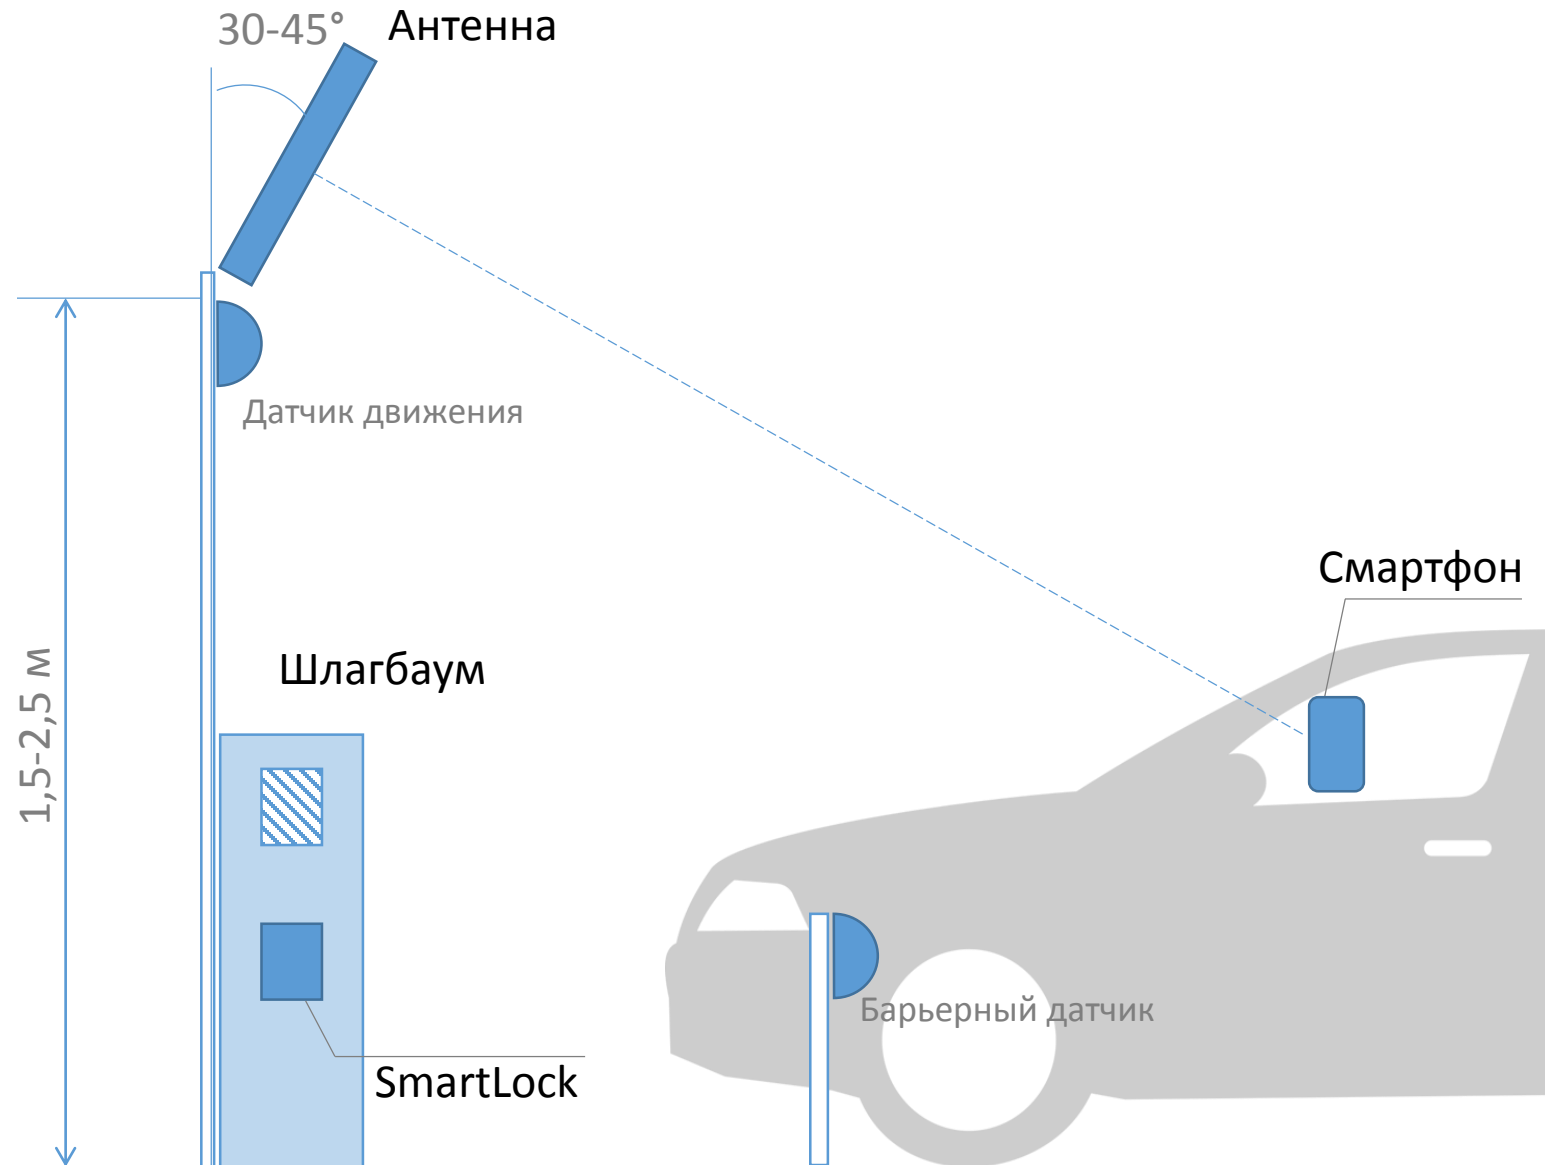 30-45°
Антенна
Датчик движения
Смартфон
Шлагбаум
1,5-2,5 м
Барьерный датчик
SmartLock